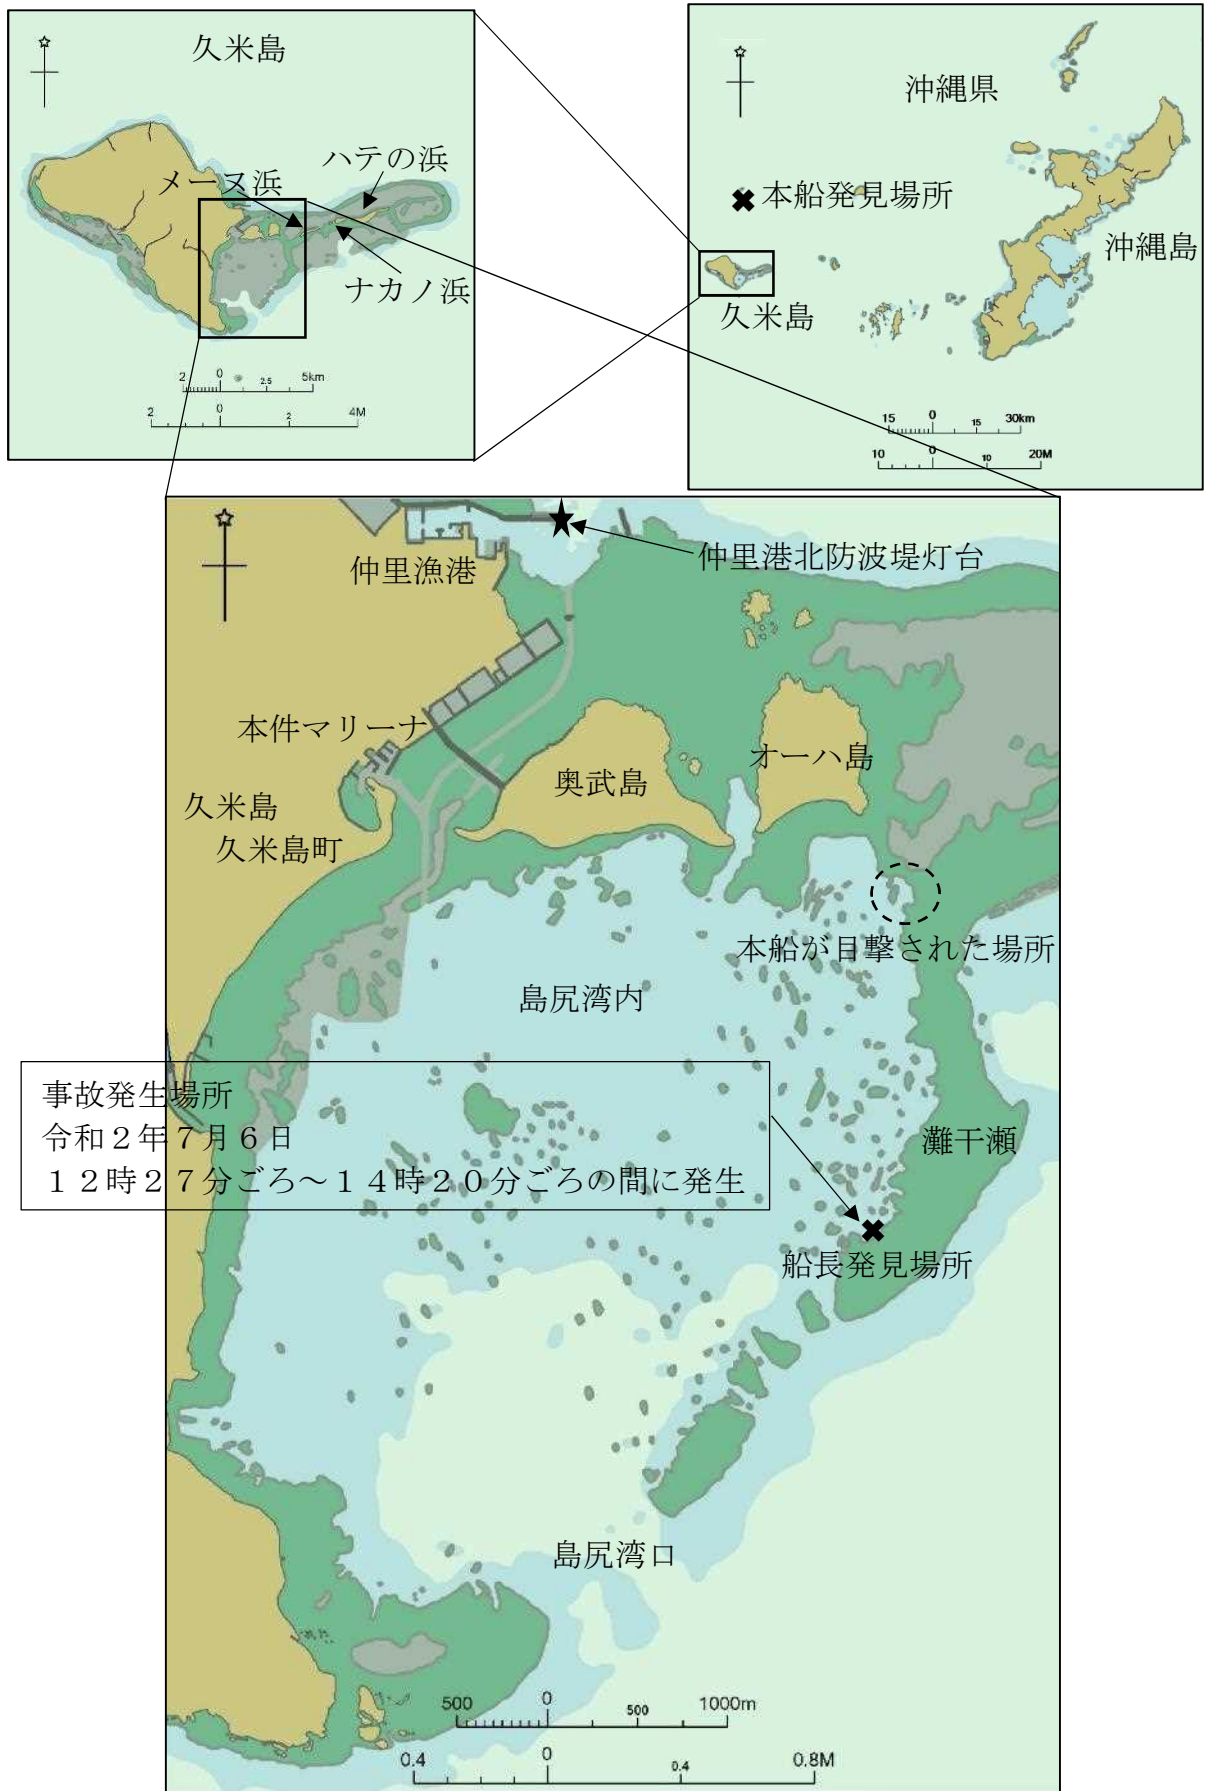 久米島
ハテの浜
メーヌ浜
ナカノ浜
2 0 2.5 5km
2 0 2 4M
沖縄県
本船発見場所
沖縄島
久米島
15 0 15 30km
10 0 10 20M
仲里漁港
仲里港北防波堤灯台
本件マリーナ
オーハ島
奥武島
久米島
久米島町
本船が目撃された場所
島尻湾内
事故発生場所
令和2年7月6日
12時27分ごろ～14時20分ごろの間に発生
灘干瀬
船長発見場所
島尻湾口
500 0 500 1000m
0.4 0 0.4 0.8M